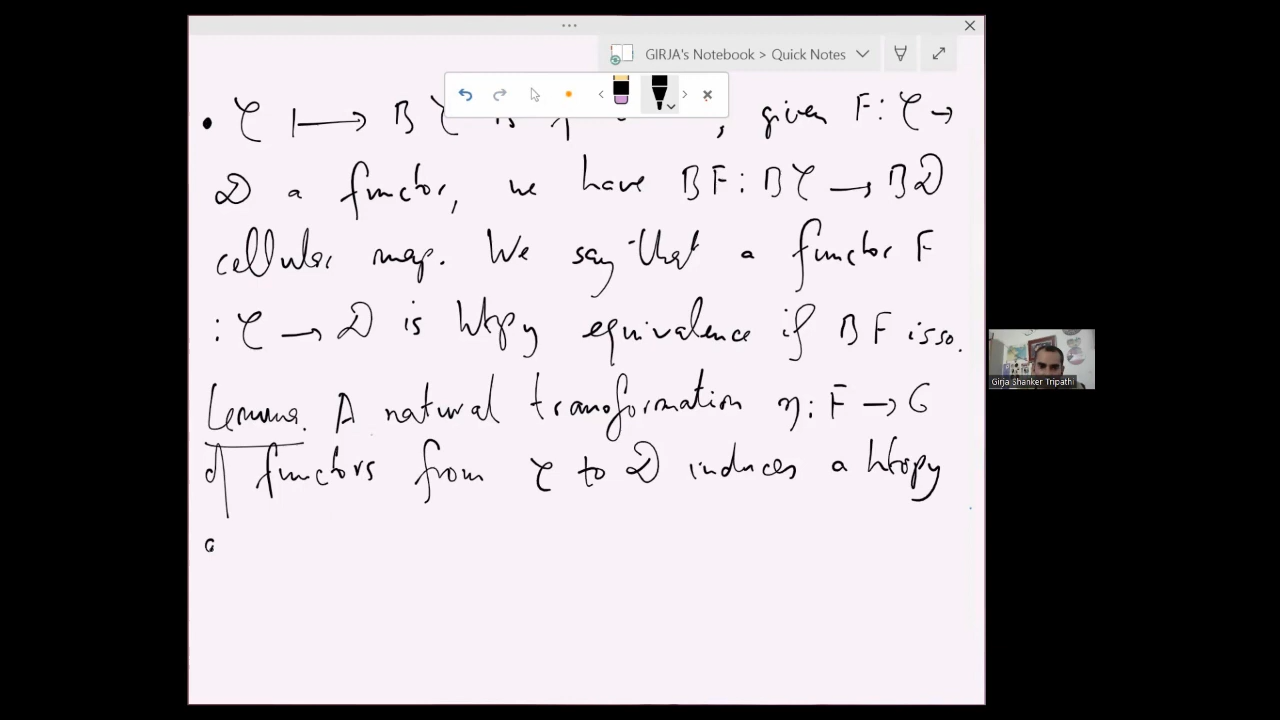 GIRJA's Notebook > Quick Notes
• 𝒞 ⟼ B𝒞 , given F: 𝒞 →
𝒟 a functor, we have BF: B𝒞 → B𝒟
cellular map. We say that a functor F
: 𝒞 → 𝒟 is htpy equivalence if BF is so.
Lemma. A natural transformation η: F → G
of functors from 𝒞 to 𝒟 induces a htopy
Girja Shanker Tripathi